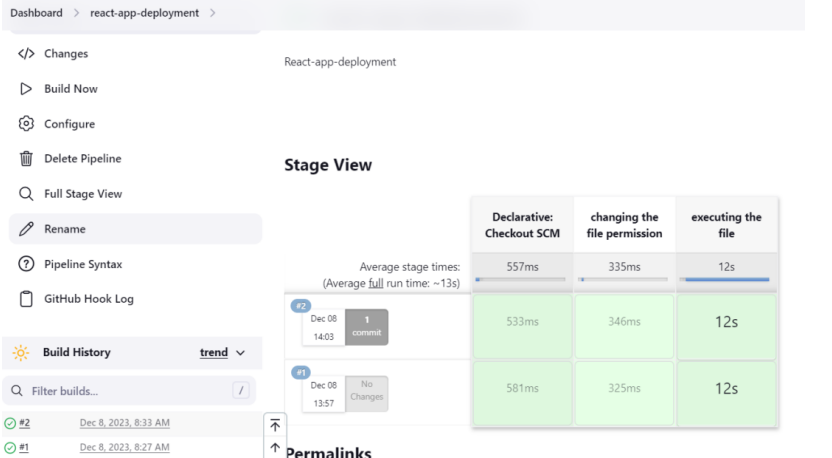 Dashboard > react-app-deployment >
Changes
Build Now
Configure
Delete Pipeline
Full Stage View
Rename
Pipeline Syntax
GitHub Hook Log
Build History trend
Filter builds... /
#2 Dec 8, 2023, 8:33 AM
#1 Dec 8, 2023, 8:27 AM
React-app-deployment
Stage View
Declarative: changing the executing the
Checkout SCM file permission file
Average stage times: 557ms 335ms 12s
(Average full run time: ~13s)
#2
Dec 08 1
14:03 commit
533ms 346ms 12s
#1
Dec 08 No
13:57 Changes
581ms 325ms 12s
Permalinks